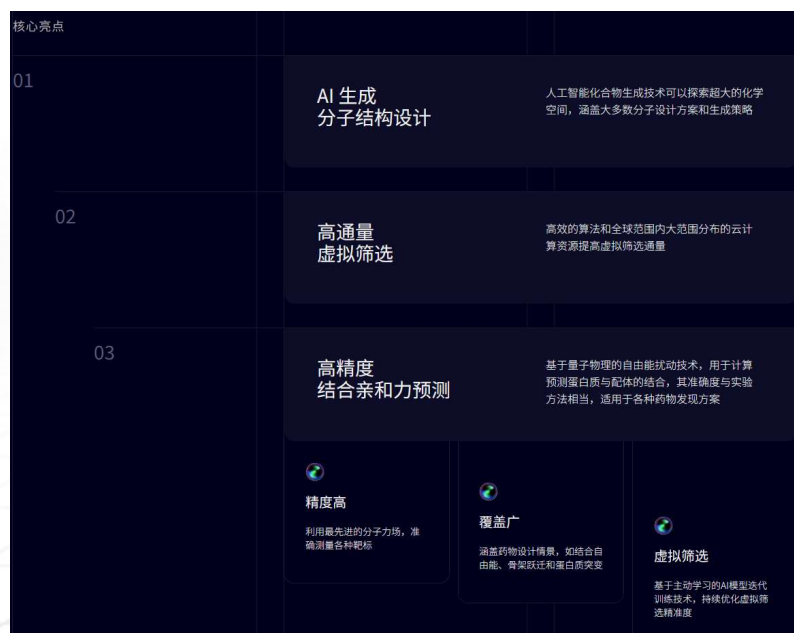 核心亮点
01
AI 生成
分子结构设计
人工智能化合物生成技术可以探索超大的化学
空间，涵盖大多数分子设计方案和生成策略
02
高通量
虚拟筛选
高效的算法和全球范围内大范围分布的云计
算资源提高虚拟筛选通量
03
高精度
结合亲和力预测
基于量子物理的自由能扰动技术，用于计算
预测蛋白质与配体的结合，其准确度与实验
方法相当，适用于各种药物发现方案
精度高
利用最先进的分子力场，准
确测量各种靶标
覆盖广
涵盖药物设计情景，如结合自
由能、骨架跃迁和蛋白质突变
虚拟筛选
基于主动学习的AI模型迭代
训练技术，持续优化虚拟筛
选精准度